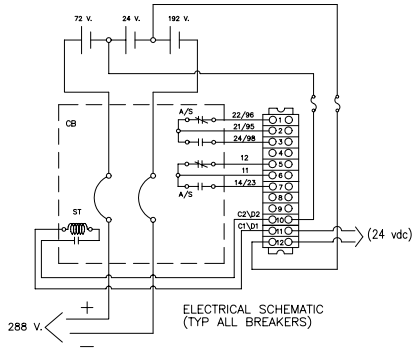 72 V.
24 V.
192 V.
A/S
22/96
21/95
24/98
CB
12
11
14/23
A/S
ST
C2\D2
C1\D1
1
2
3
4
5
6
7
8
9
10
11
12
(24 vdc)
+
288 V.
—
ELECTRICAL SCHEMATIC
(TYP ALL BREAKERS)